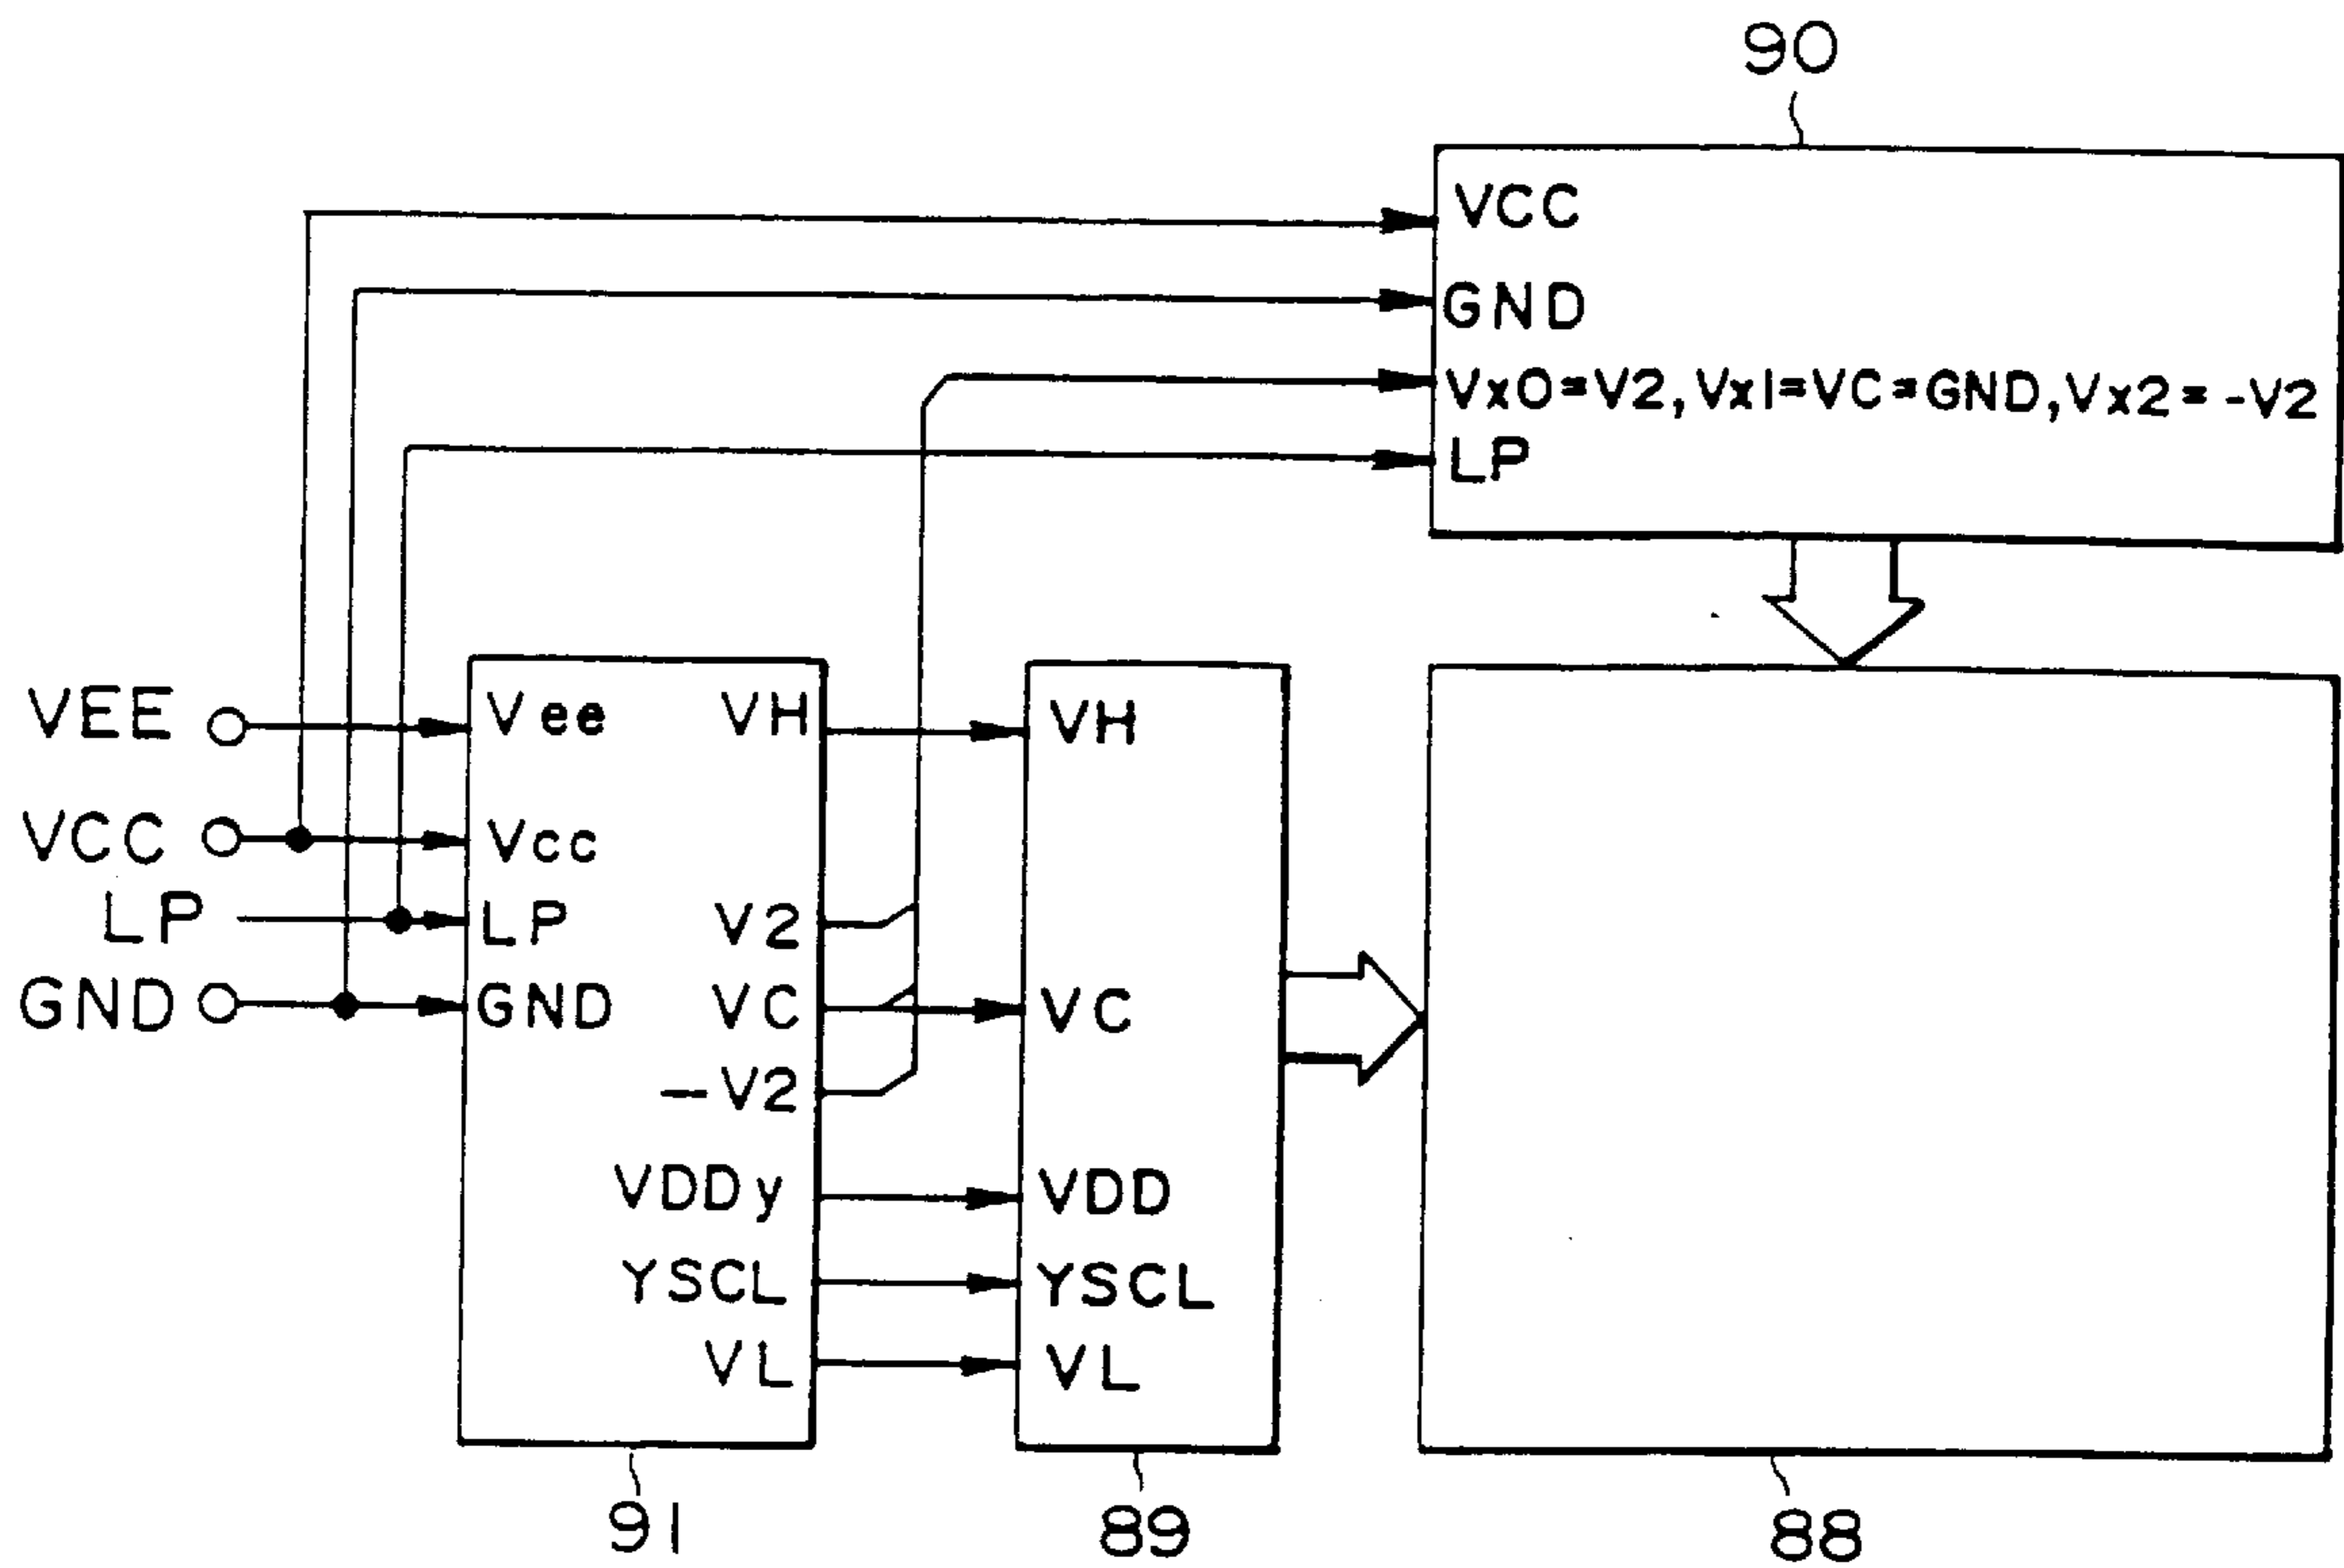 90
VCC
GND
Vx0=V2,Vx1=VC=GND,Vx2=-V2
LP
VEE
VCC
LP
GND
Vee
Vcc
LP
GND
VH
V2
VC
-V2
VDDy
YSCL
VL
VH
VC
VDD
YSCL
VL
91
89
88